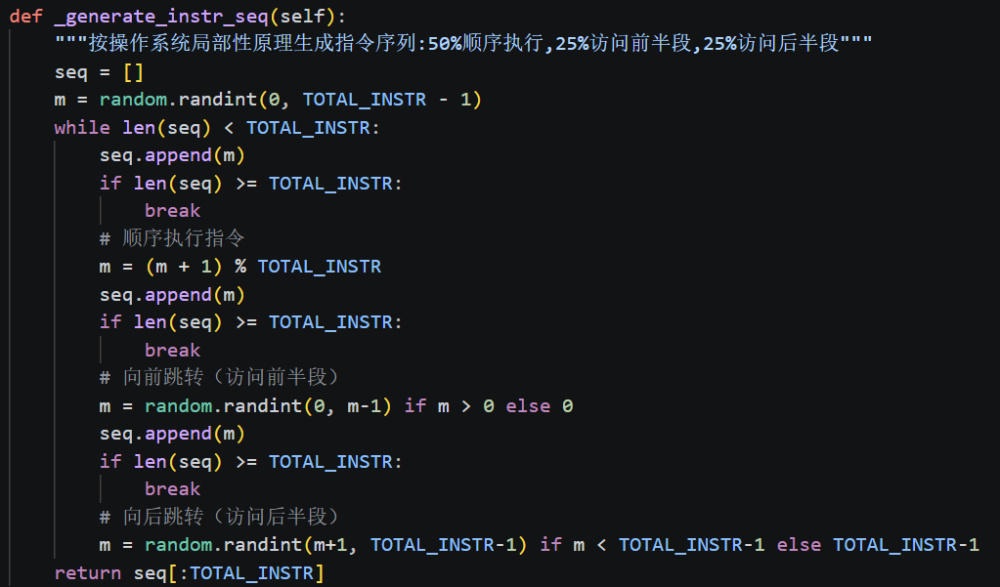 def _generate_instr_seq(self):
    """按操作系统局部性原理生成指令序列:50%顺序执行,25%访问前半段,25%访问后半段"""
    seq = []
    m = random.randint(0, TOTAL_INSTR - 1)
    while len(seq) < TOTAL_INSTR:
        seq.append(m)
        if len(seq) >= TOTAL_INSTR:
            break
        # 顺序执行指令
        m = (m + 1) % TOTAL_INSTR
        seq.append(m)
        if len(seq) >= TOTAL_INSTR:
            break
        # 向前跳转（访问前半段）
        m = random.randint(0, m-1) if m > 0 else 0
        seq.append(m)
        if len(seq) >= TOTAL_INSTR:
            break
        # 向后跳转（访问后半段）
        m = random.randint(m+1, TOTAL_INSTR-1) if m < TOTAL_INSTR-1 else TOTAL_INSTR-1
    return seq[:TOTAL_INSTR]